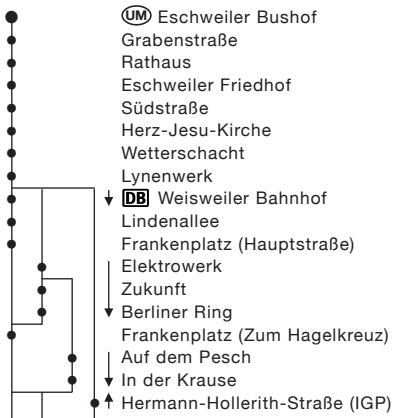 UM Eschweiler Bushof
Grabenstraße
Rathaus
Eschweiler Friedhof
Südstraße
Herz-Jesu-Kirche
Wetterschacht
Lynenwerk
DB Weisweiler Bahnhof
Lindenallee
Frankenplatz (Hauptstraße)
Elektrowerk
Zukunft
Berliner Ring
Frankenplatz (Zum Hagelkreuz)
Auf dem Pesch
In der Krause
Hermann-Hollerith-Straße (IGP)